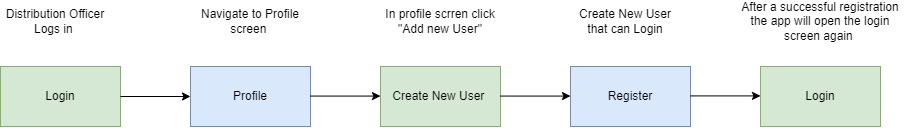 Distribution Officer
Logs in
Navigate to Profile
screen
In profile scrren click
"Add new User"
Create New User
that can Login
After a successful registration
the app will open the login
screen again
Login
Profile
Create New User
Register
Login